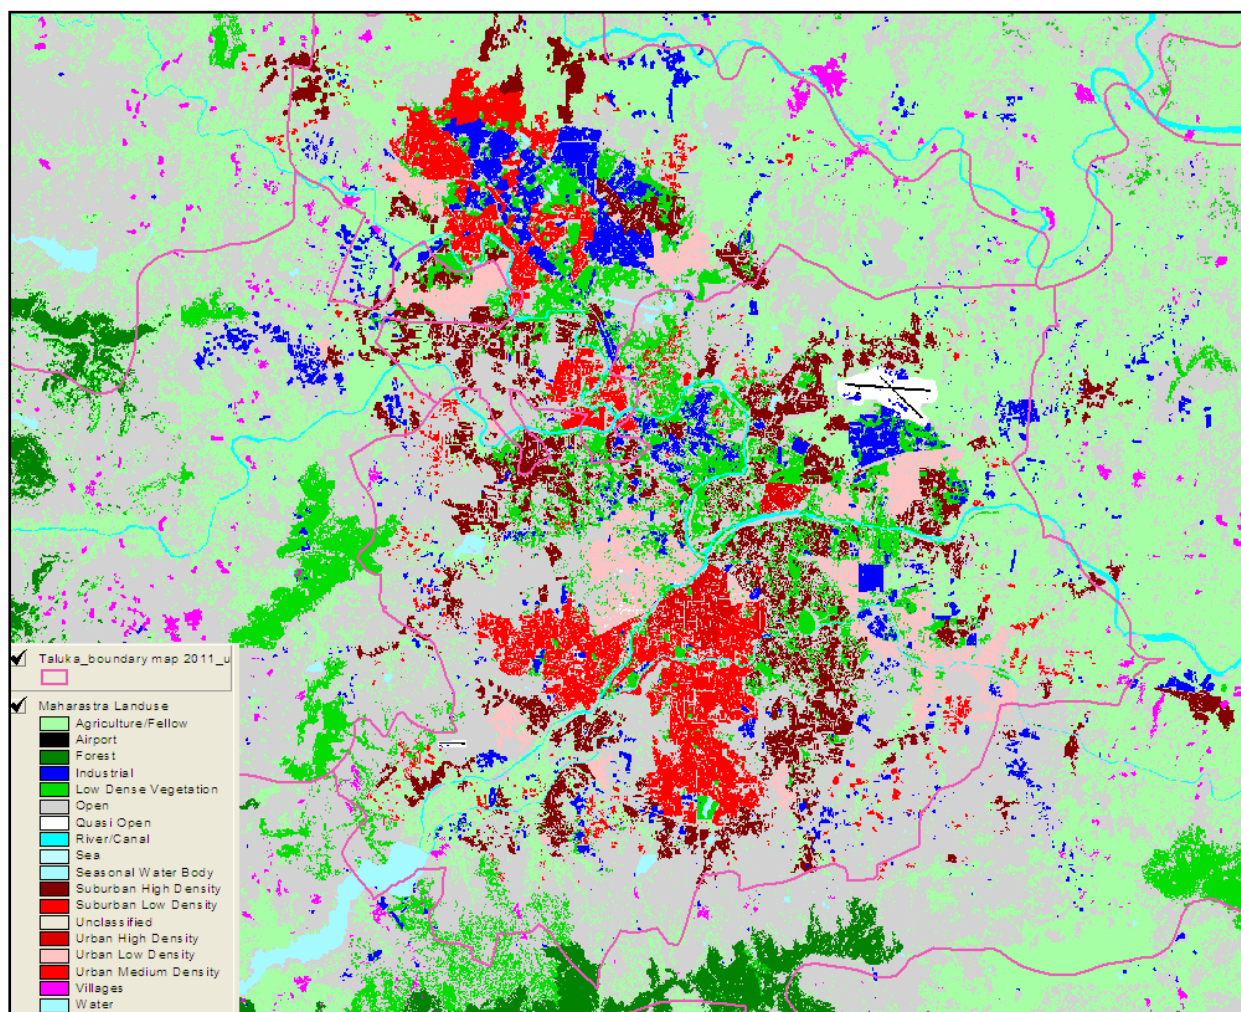 Taluka_boundary map 2011_u
Maharastra Landuse
Agriculture/Fellow
Airport
Forest
Industrial
Low Dense Vegetation
Open
Quasi Open
River/Canal
Sea
Seasonal Water Body
Suburban High Density
Suburban Low Density
Unclassified
Urban High Density
Urban Low Density
Urban Medium Density
Villages
Water